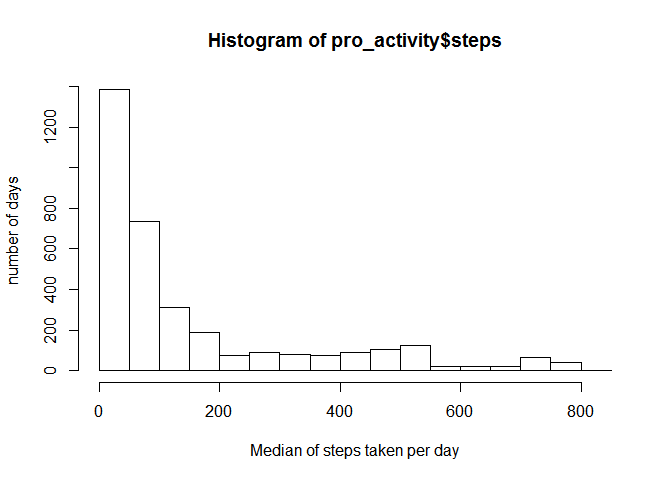 Histogram of pro_activity$steps
number of days
1200
800
600
400
200
0
0 200 400 600 800
Median of steps taken per day